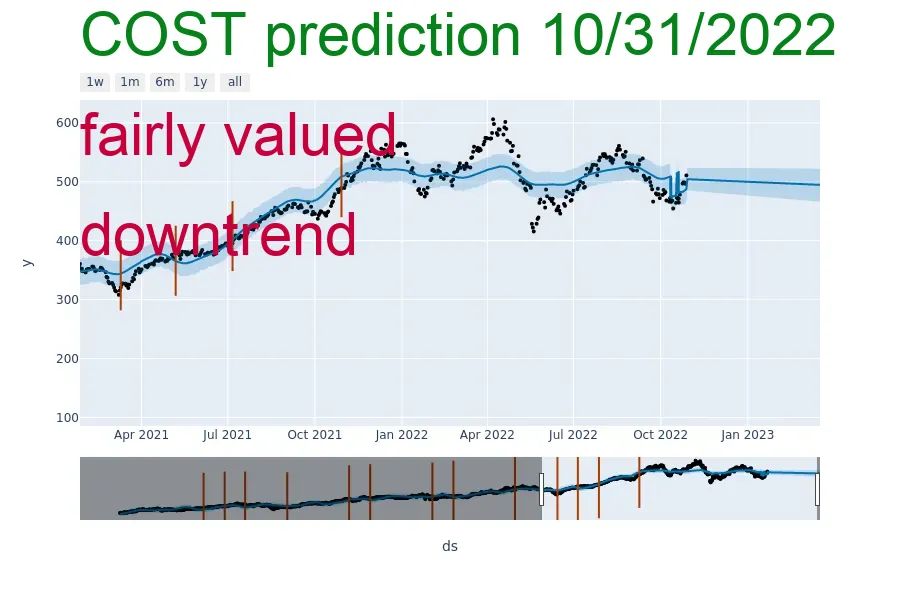 COST prediction 10/31/2022
1w 1m 6m 1y all
600
fairly valued
500
downtrend
400
y
300
200
100
Apr 2021 Jul 2021 Oct 2021 Jan 2022 Apr 2022 Jul 2022 Oct 2022 Jan 2023
ds